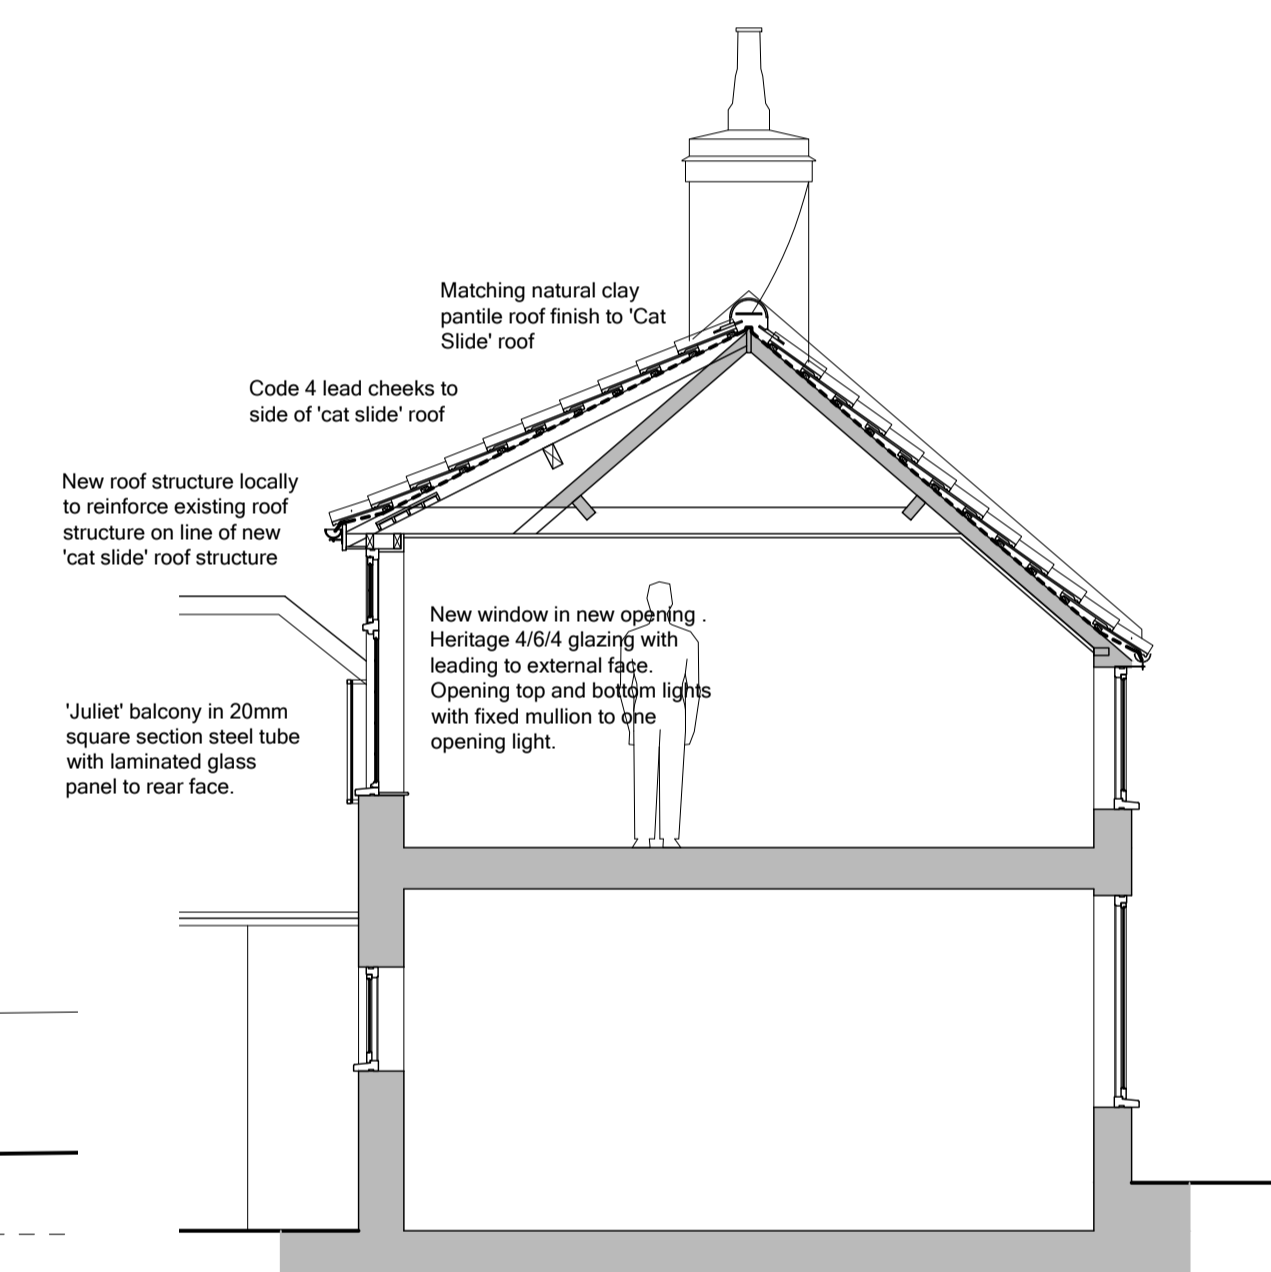 Matching natural clay
pantile roof finish to 'Cat
Slide' roof
Code 4 lead cheeks to
side of 'cat slide' roof
New roof structure locally
to reinforce existing roof
structure on line of new
'cat slide' roof structure
New window in new opening .
Heritage 4/6/4 glazing with
leading to external face.
Opening top and bottom lights
with fixed mullion to one
opening light.
'Juliet' balcony in 20mm
square section steel tube
with laminated glass
panel to rear face.